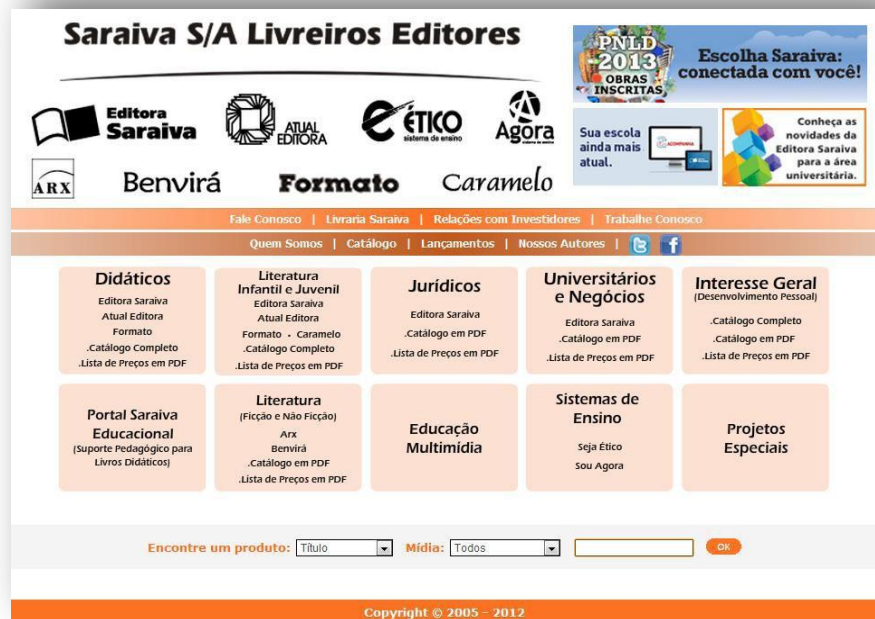 Saraiva S/A Livreiros Editores
PNLD
2013
OBRAS
INSCRITAS
Escolha Saraiva:
conectada com você!
Editora
Saraiva
ATUAL
EDITORA
ÉTICO
sistema de ensino
Agora
Sua escola
ainda mais
atual.
Conheça as
novidades da
Editora Saraiva
para a área
universitária.
ARX
Benvirá
Formato
Caramelo
Fale Conosco | Livraria Saraiva | Relações com Investidores | Trabalhe Conosco
Quem Somos | Catálogo | Lançamentos | Nossos Autores |
Didáticos
Editora Saraiva
Atual Editora
Formato
.Catálogo Completo
.Lista de Preços em PDF
Literatura
Infantil e Juvenil
Editora Saraiva
Atual Editora
Formato - Caramelo
.Catálogo Completo
.Lista de Preços em PDF
Jurídicos
Editora Saraiva
.Catálogo em PDF
.Lista de Preços em PDF
Universitários
e Negócios
Editora Saraiva
.Catálogo em PDF
.Lista de Preços em PDF
Interesse Geral
(Desenvolvimento Pessoal)
.Catálogo Completo
.Catálogo em PDF
.Lista de Preços em PDF
Portal Saraiva
Educacional
(Suporte Pedagógico para
Livros Didáticos)
Literatura
(Ficção e Não Ficção)
Arx
Benvirá
.Catálogo em PDF
.Lista de Preços em PDF
Educação
Multimídia
Sistemas de
Ensino
Seja Ético
Sou Agora
Projetos
Especiais
Encontre um produto: Título Mídia: Todos OK
Copyright © 2005 - 2012